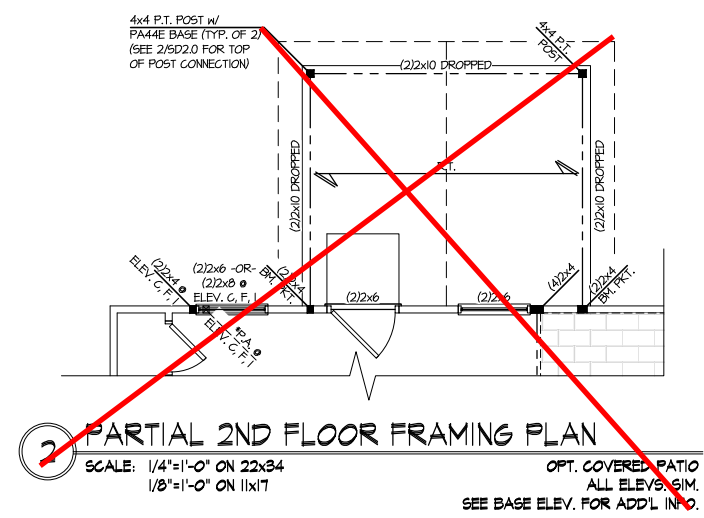 4x4 P.T. POST w/
PA44E BASE (TYP. OF 2)
(SEE 2/SD2.0 FOR TOP
OF POST CONNECTION)
4x4 P.T.
POST
(2)2x10 DROPPED
(2)2x10 DROPPED
(2)2x10 DROPPED
(2)2x4 @
ELEV. C, F, I
(2)2x6 -OR-
(2)2x8 @
ELEV. C, F, I
(2)2x4
BM. PKT.
(2)2x6
(2)2x6
(4)2x4
(2)2x4
BM. PKT.
"P.A. @
ELEV. C, F, I
2
PARTIAL 2ND FLOOR FRAMING PLAN
SCALE: 1/4"=1'-0" ON 22x34
1/8"=1'-0" ON 11x17
OPT. COVERED PATIO
ALL ELEVS. SIM.
SEE BASE ELEV. FOR ADD'L INFO.